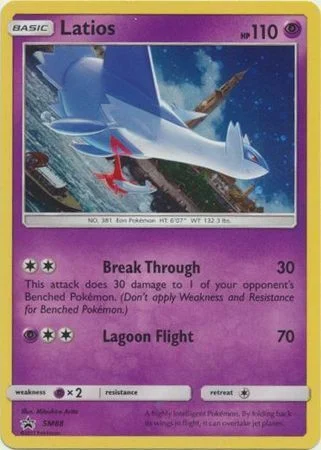 BASIC
Latios
HP 110
NO. 381 Eon Pokémon HT: 6'07" WT: 132.3 lbs.
Break Through 30
This attack does 30 damage to 1 of your opponent's
Benched Pokémon. (Don't apply Weakness and Resistance
for Benched Pokémon.)
Lagoon Flight 70
weakness ×2 resistance retreat
Illus. Mitsuhiro Arita
SM88
©2017 Pokémon
A highly intelligent Pokémon. By folding back
its wings in flight, it can overtake jet planes.